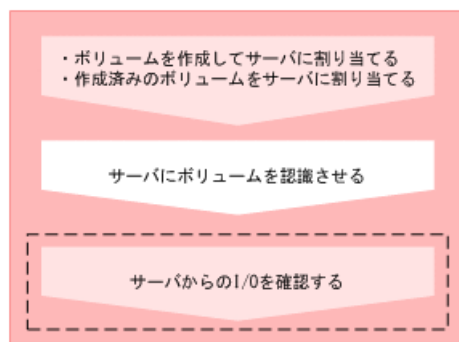 ・ボリュームを作成してサーバに割り当てる
・作成済みのボリュームをサーバに割り当てる
サーバにボリュームを認識させる
サーバからのI/Oを確認する